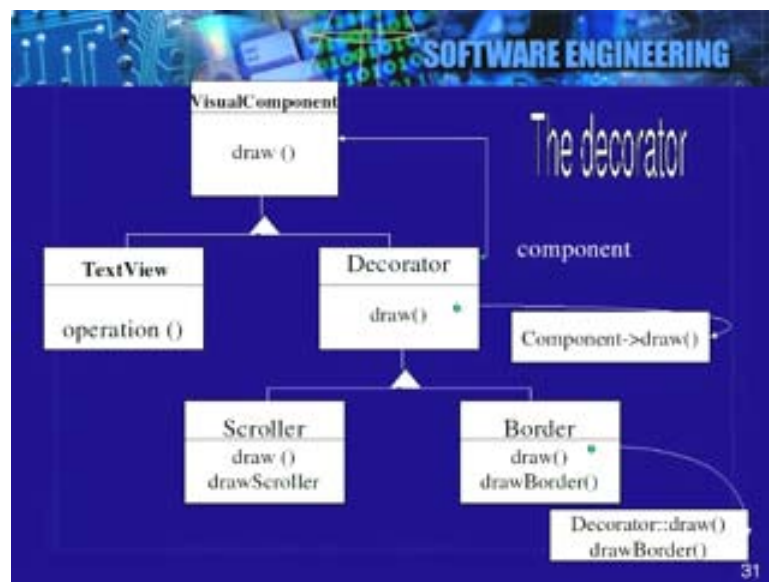 SOFTWARE ENGINEERING
The decorator
VisualComponent
draw ()
component
TextView
operation ()
Decorator
draw()
Component->draw()
Scroller
draw ()
drawScroller
Border
draw()
drawBorder()
Decorator::draw()
drawBorder()
31